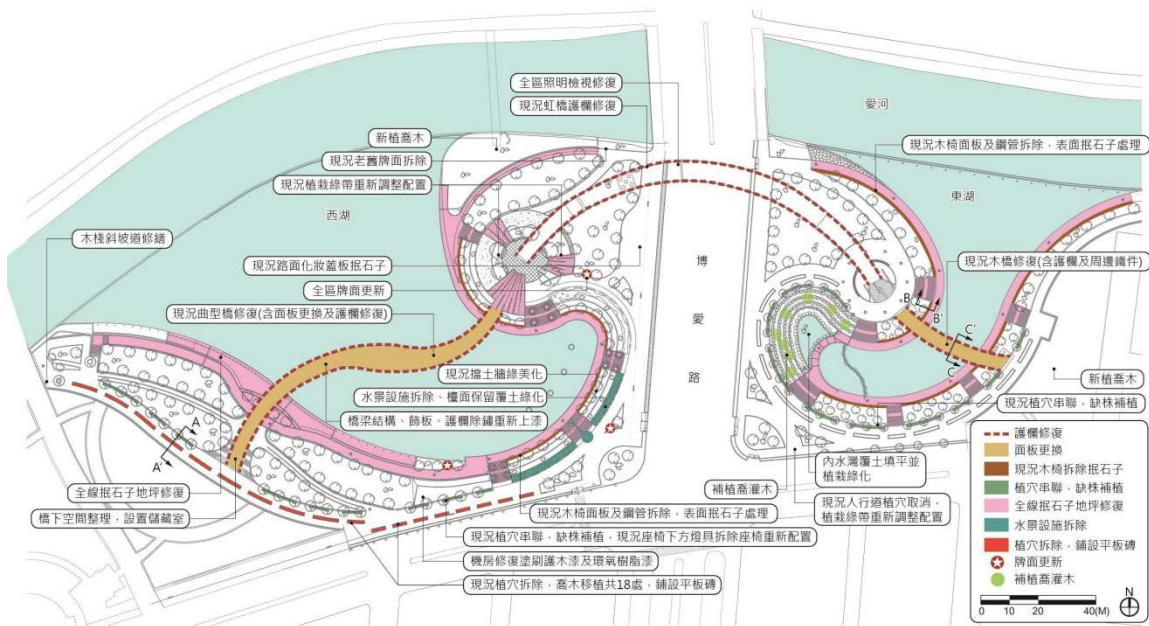 全區照明檢視修復
現況虹橋護欄修復
愛河
新植喬木
現況老舊牌面拆除
現況植栽綠帶重新調整配置
現況木椅面板及鋼管拆除，表面抿石子處理
西湖
東湖
木棧斜坡道修繕
現況路面化妝蓋板抿石子
全區牌面更新
現況曲型橋修復(含面板更換及護欄修復)
博愛路
現況木橋修復(含護欄及周邊鐵件)
B
B'
C'
C
現況擋土牆綠美化
水景設施拆除、檯面保留覆土綠化
橋梁結構、飾板、護欄除鏽重新上漆
新植喬木
現況植穴串聯，缺株補植
A
A'
全線抿石子地坪修復
橋下空間整理，設置儲藏室
補植喬灌木
內水灣覆土填平並
植栽綠化
現況人行道植穴取消，
植栽綠帶重新調整配置
現況木椅面板及鋼管拆除，表面抿石子處理
現況植穴串聯，缺株補植，現況座椅下方燈具拆除座椅重新配置
機房修復塗刷護木漆及環氧樹脂漆
現況植穴拆除，喬木移植共18處，鋪設平板磚
護欄修復
面板更換
現況木椅拆除抿石子
植穴串聯，缺株補植
全線抿石子地坪修復
水景設施拆除
植穴拆除，鋪設平板磚
牌面更新
補植喬灌木
N
0 10 20 40(M)